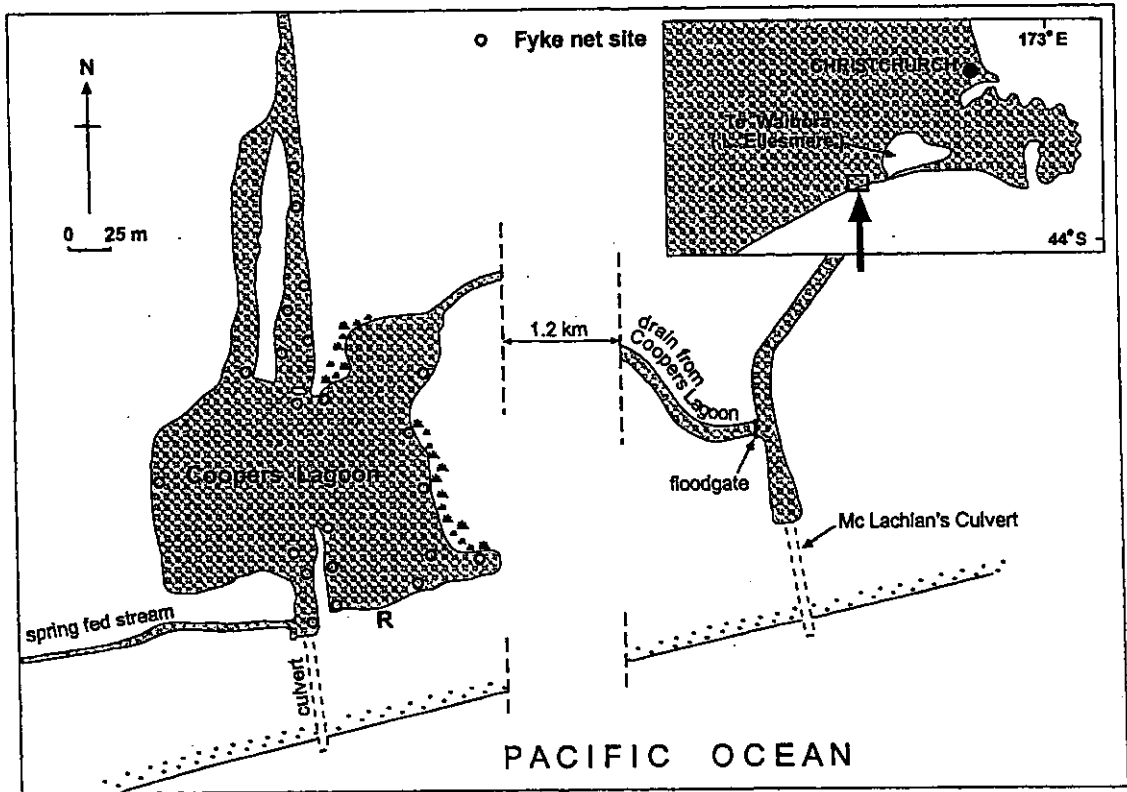 Fyke net site
173° E
CHRISTCHURCH
Te Waihora
(L. Ellesmere)
44° S
N
0 25 m
1.2 km
drain from
Coopers Lagoon
floodgate
Mc Lachlan's Culvert
Coopers Lagoon
R
spring fed stream
culvert
PACIFIC OCEAN